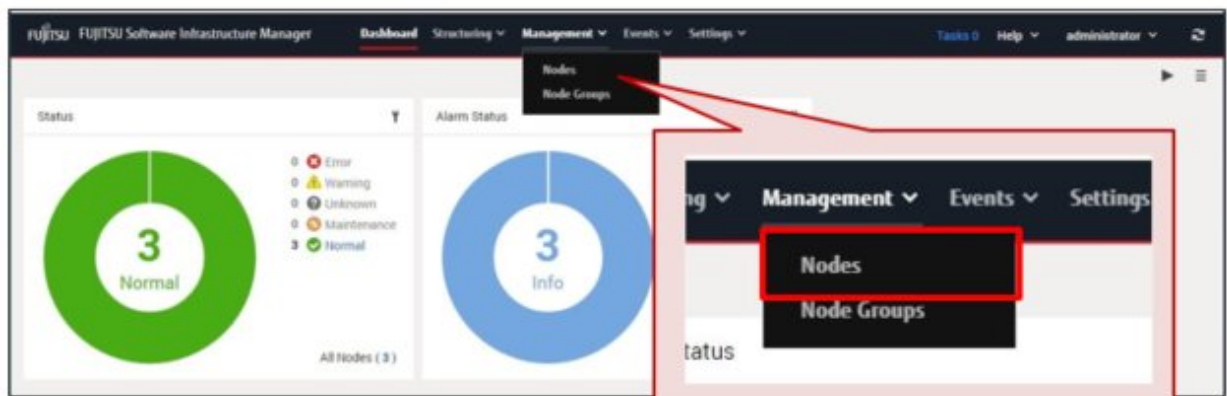 FUJITSU FUJITSU Software Infrastructure Manager Dashboard Structuring Management Events Settings Tasks 0 Help administrator
Nodes
Node Groups
Status
Alarm Status
0 Error
0 Warning
0 Unknown
0 Maintenance
3 Normal
3
Normal
All Nodes ( 3 )
3
Info
ng Management Events Settings
Nodes
Node Groups
tatus